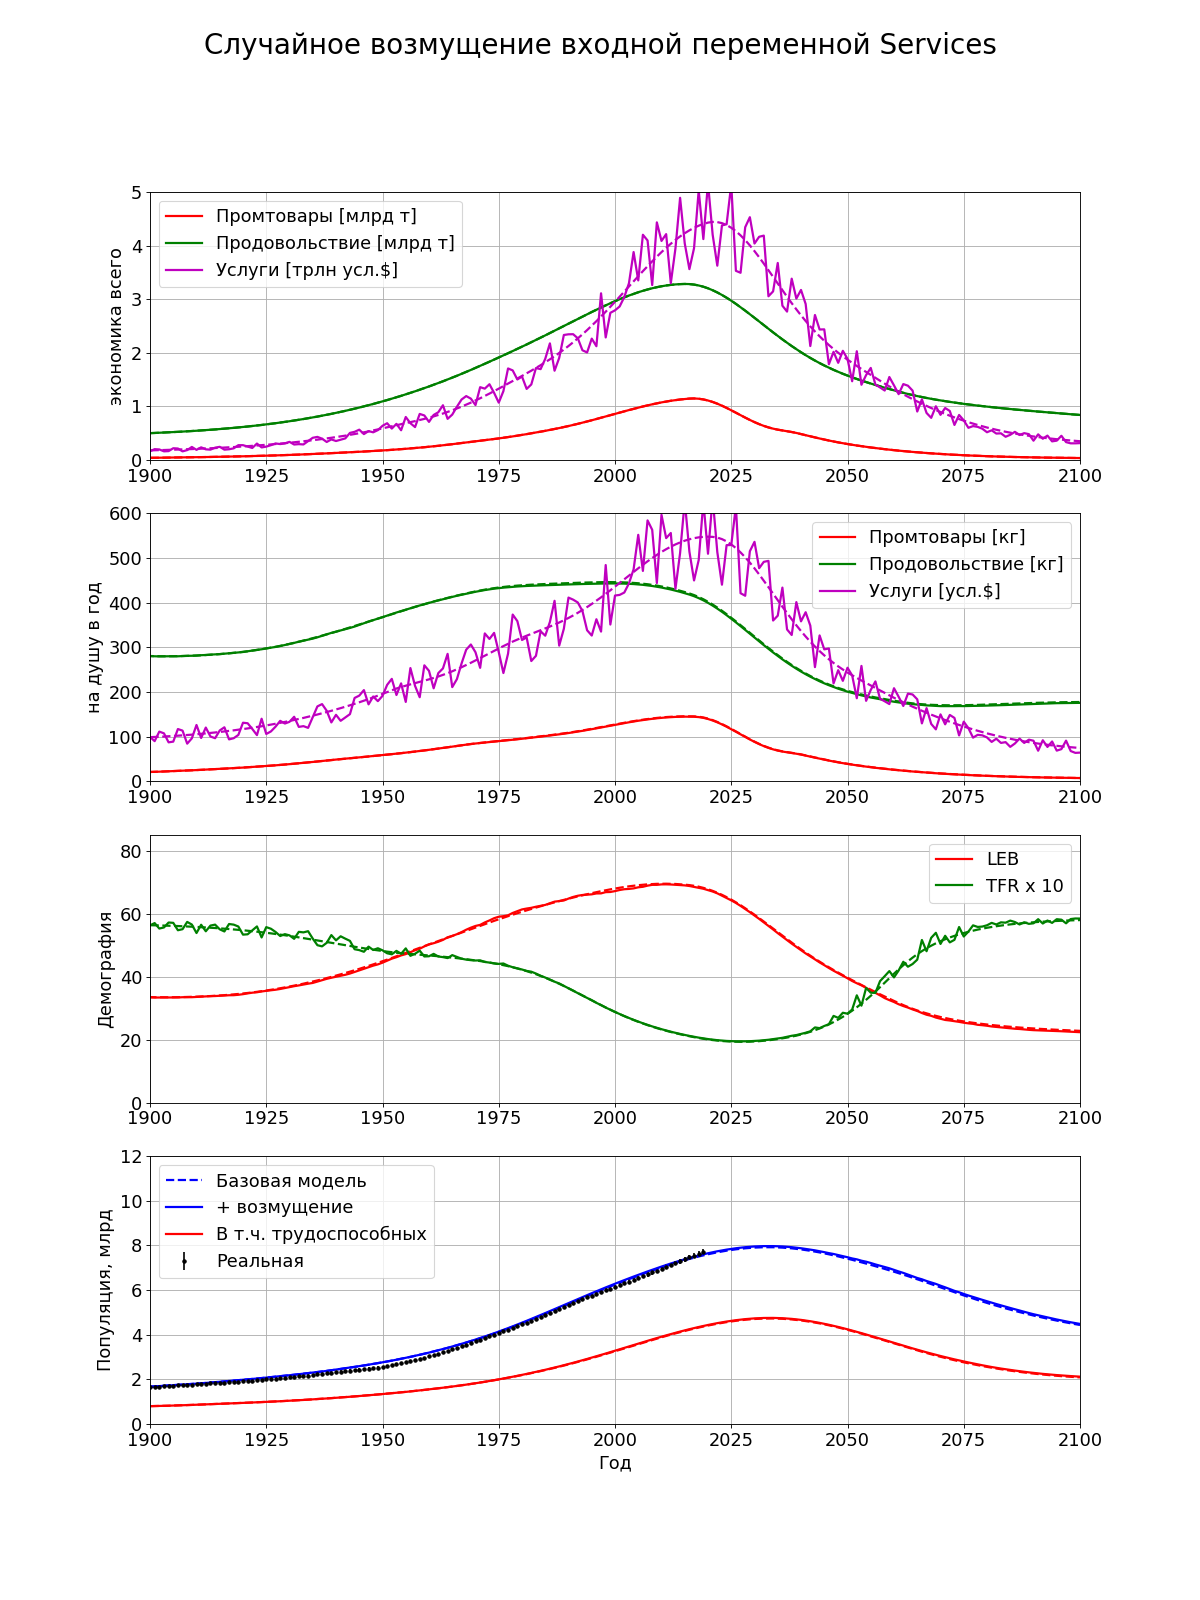 Случайное возмущение входной переменной Services
экономика всего
5
4
3
2
1
0
Промтовары [млрд т]
Продовольствие [млрд т]
Услуги [трлн усл.$]
1900 1925 1950 1975 2000 2025 2050 2075 2100
на душу в год
600
500
400
300
200
100
0
Промтовары [кг]
Продовольствие [кг]
Услуги [усл.$]
1900 1925 1950 1975 2000 2025 2050 2075 2100
Демография
80
60
40
20
0
LEB
TFR x 10
1900 1925 1950 1975 2000 2025 2050 2075 2100
Популяция, млрд
12
10
8
6
4
2
0
Базовая модель
+ возмущение
В т.ч. трудоспособных
Реальная
1900 1925 1950 1975 2000 2025 2050 2075 2100
Год